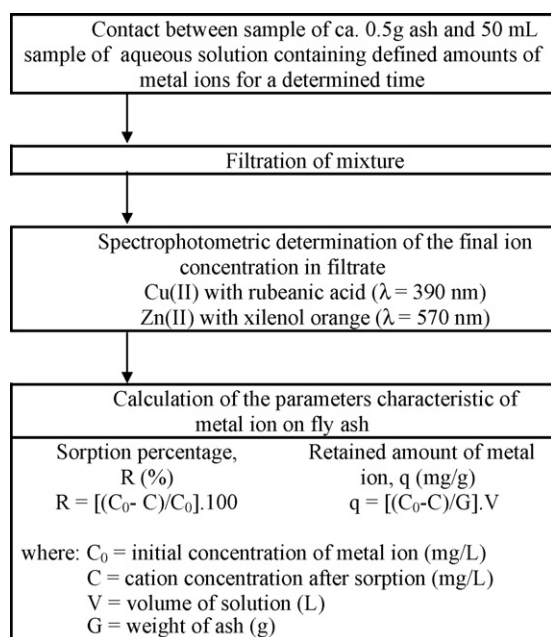 Contact between sample of ca. 0.5g ash and 50 mL
sample of aqueous solution containing defined amounts of
metal ions for a determined time
Filtration of mixture
Spectrophotometric determination of the final ion
concentration in filtrate
Cu(II) with rubeanic acid (λ = 390 nm)
Zn(II) with xilenol orange (λ = 570 nm)
Calculation of the parameters characteristic of
metal ion on fly ash
Sorption percentage,
R (%)
R = [(C₀- C)/C₀].100
Retained amount of metal
ion, q (mg/g)
q = [(C₀-C)/G].V
where: C₀ = initial concentration of metal ion (mg/L)
C = cation concentration after sorption (mg/L)
V = volume of solution (L)
G = weight of ash (g)